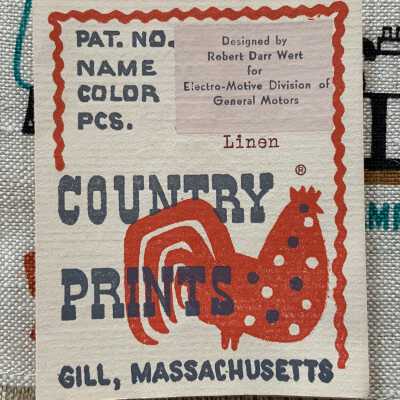 PAT. NO.
NAME
COLOR
PCS.
Designed by
Robert Darr Wert
for
Electro-Motive Division of
General Motors
Linen
COUNTRY ®
PRINTS
GILL, MASSACHUSETTS